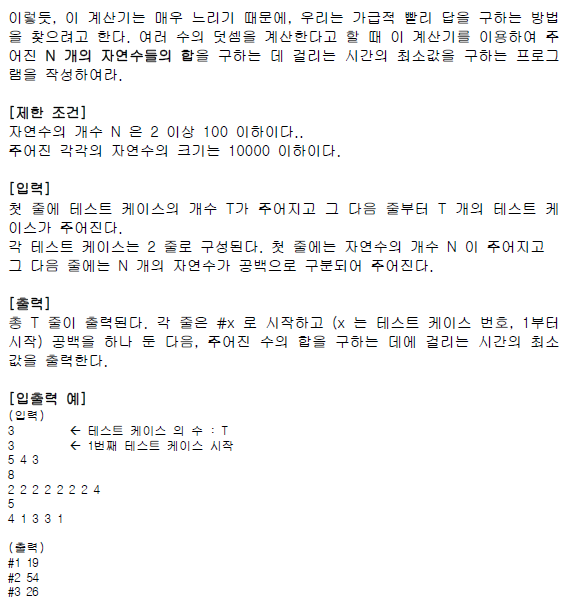 이렇듯, 이 계산기는 매우 느리기 때문에, 우리는 가급적 빨리 답을 구하는 방법
을 찾으려고 한다. 여러 수의 덧셈을 계산한다고 할 때 이 계산기를 이용하여 주
어진 N 개의 자연수들의 합을 구하는 데 걸리는 시간의 최소값을 구하는 프로그
램을 작성하여라.
[제한 조건]
자연수의 개수 N 은 2 이상 100 이하이다..
주어진 각각의 자연수의 크기는 10000 이하이다.
[입력]
첫 줄에 테스트 케이스의 개수 T가 주어지고 그 다음 줄부터 T 개의 테스트 케
이스가 주어진다.
각 테스트 케이스는 2 줄로 구성된다. 첫 줄에는 자연수의 개수 N 이 주어지고
그 다음 줄에는 N 개의 자연수가 공백으로 구분되어 주어진다.
[출력]
총 T 줄이 출력된다. 각 줄은 #x 로 시작하고 (x 는 테스트 케이스 번호, 1부터
시작) 공백을 하나 둔 다음, 주어진 수의 합을 구하는 데에 걸리는 시간의 최소
값을 출력한다.
[입출력 예]
(입력)
3 ← 테스트 케이스 의 수 : T
3 ← 1번째 테스트 케이스 시작
5 4 3
8
2 2 2 2 2 2 2 4
5
4 1 3 3 1
(출력)
#1 19
#2 54
#3 26